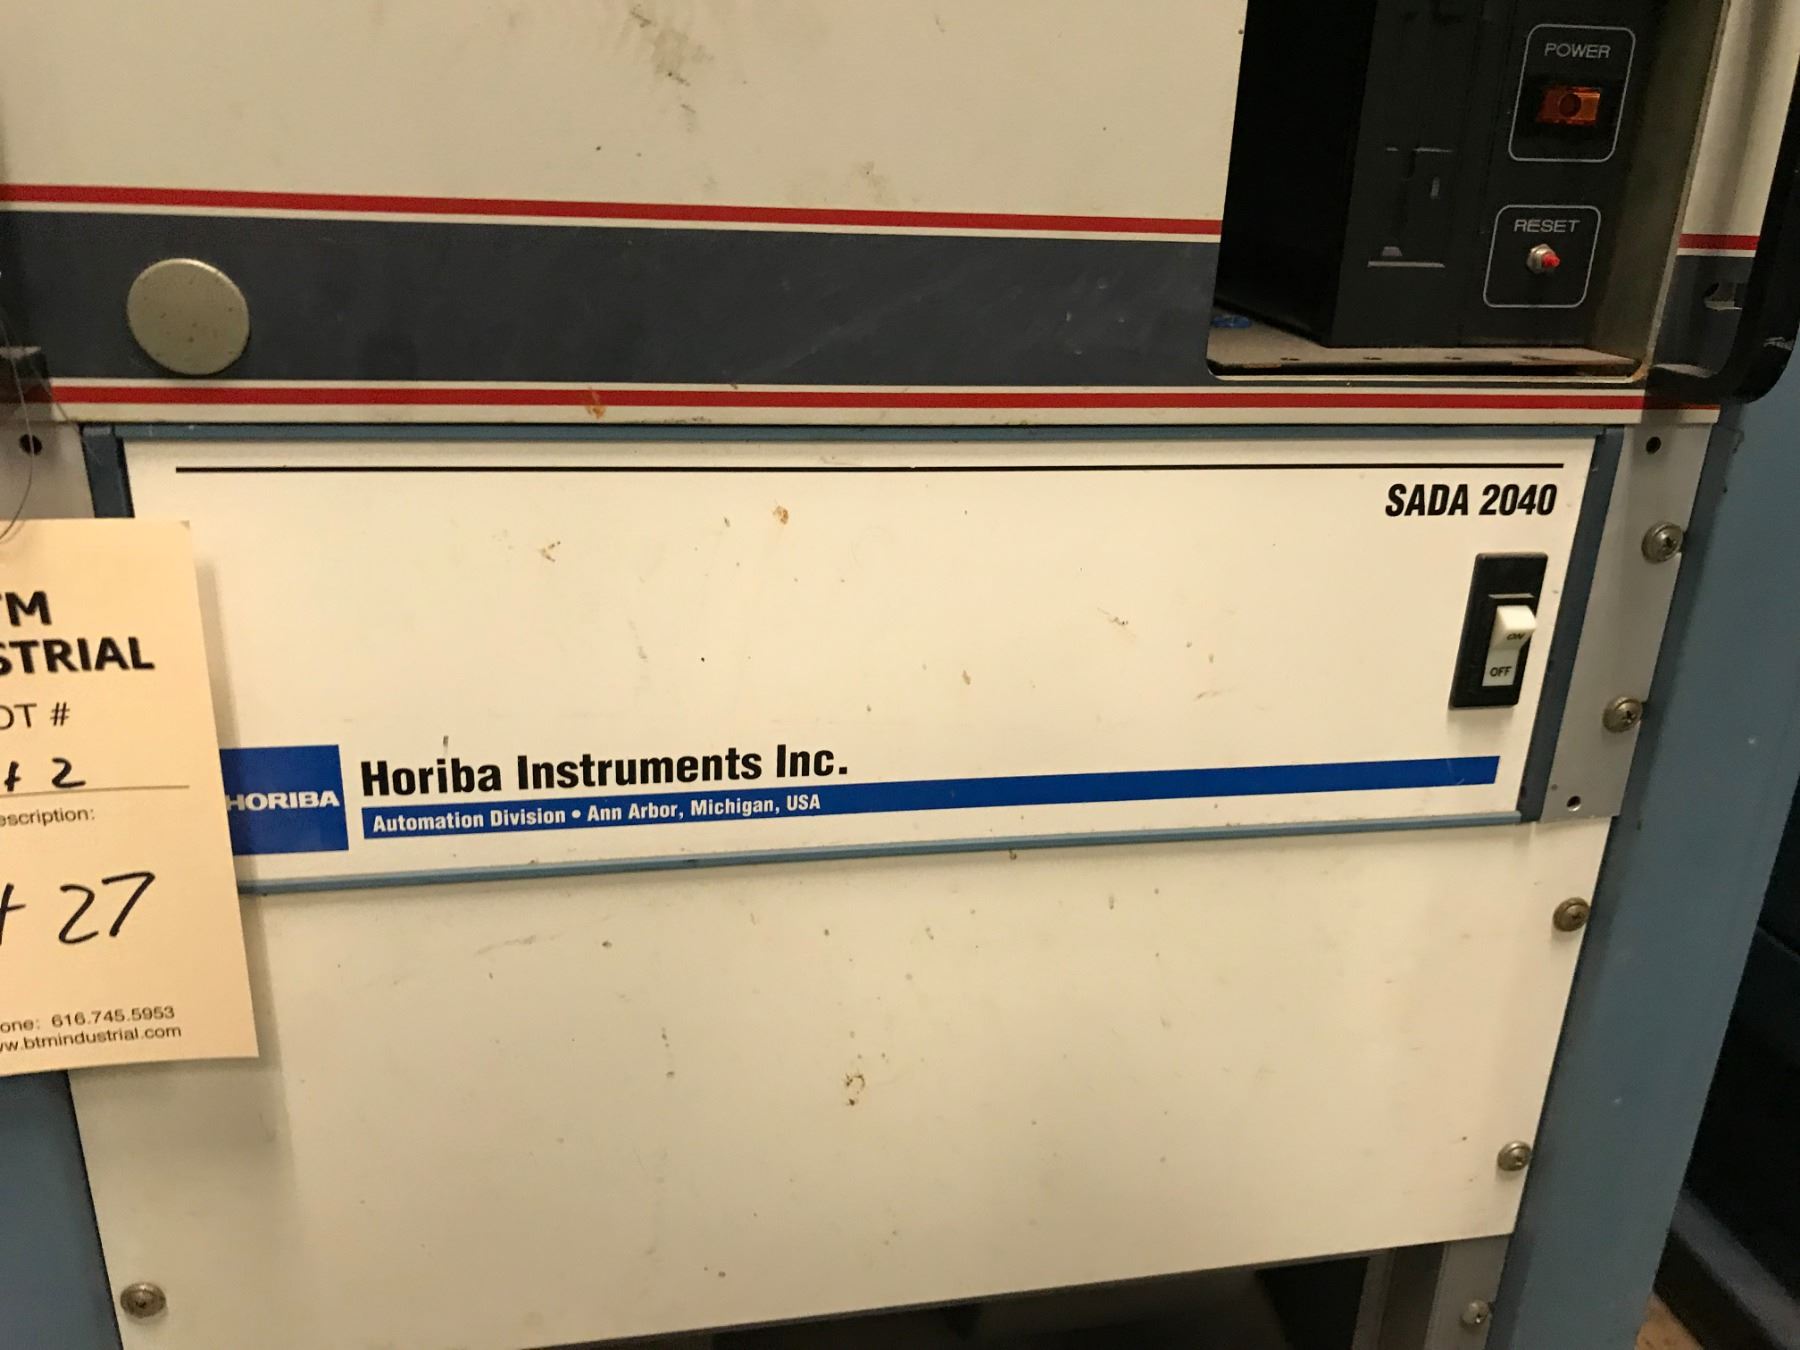 POWER
RESET
SADA 2040
ON
OFF
HORIBA
Horiba Instruments Inc.
Automation Division • Ann Arbor, Michigan, USA
TM
STRIAL
OT #
+ 2
escription:
+ 27
one: 616.745.5953
w.btmindustrial.com